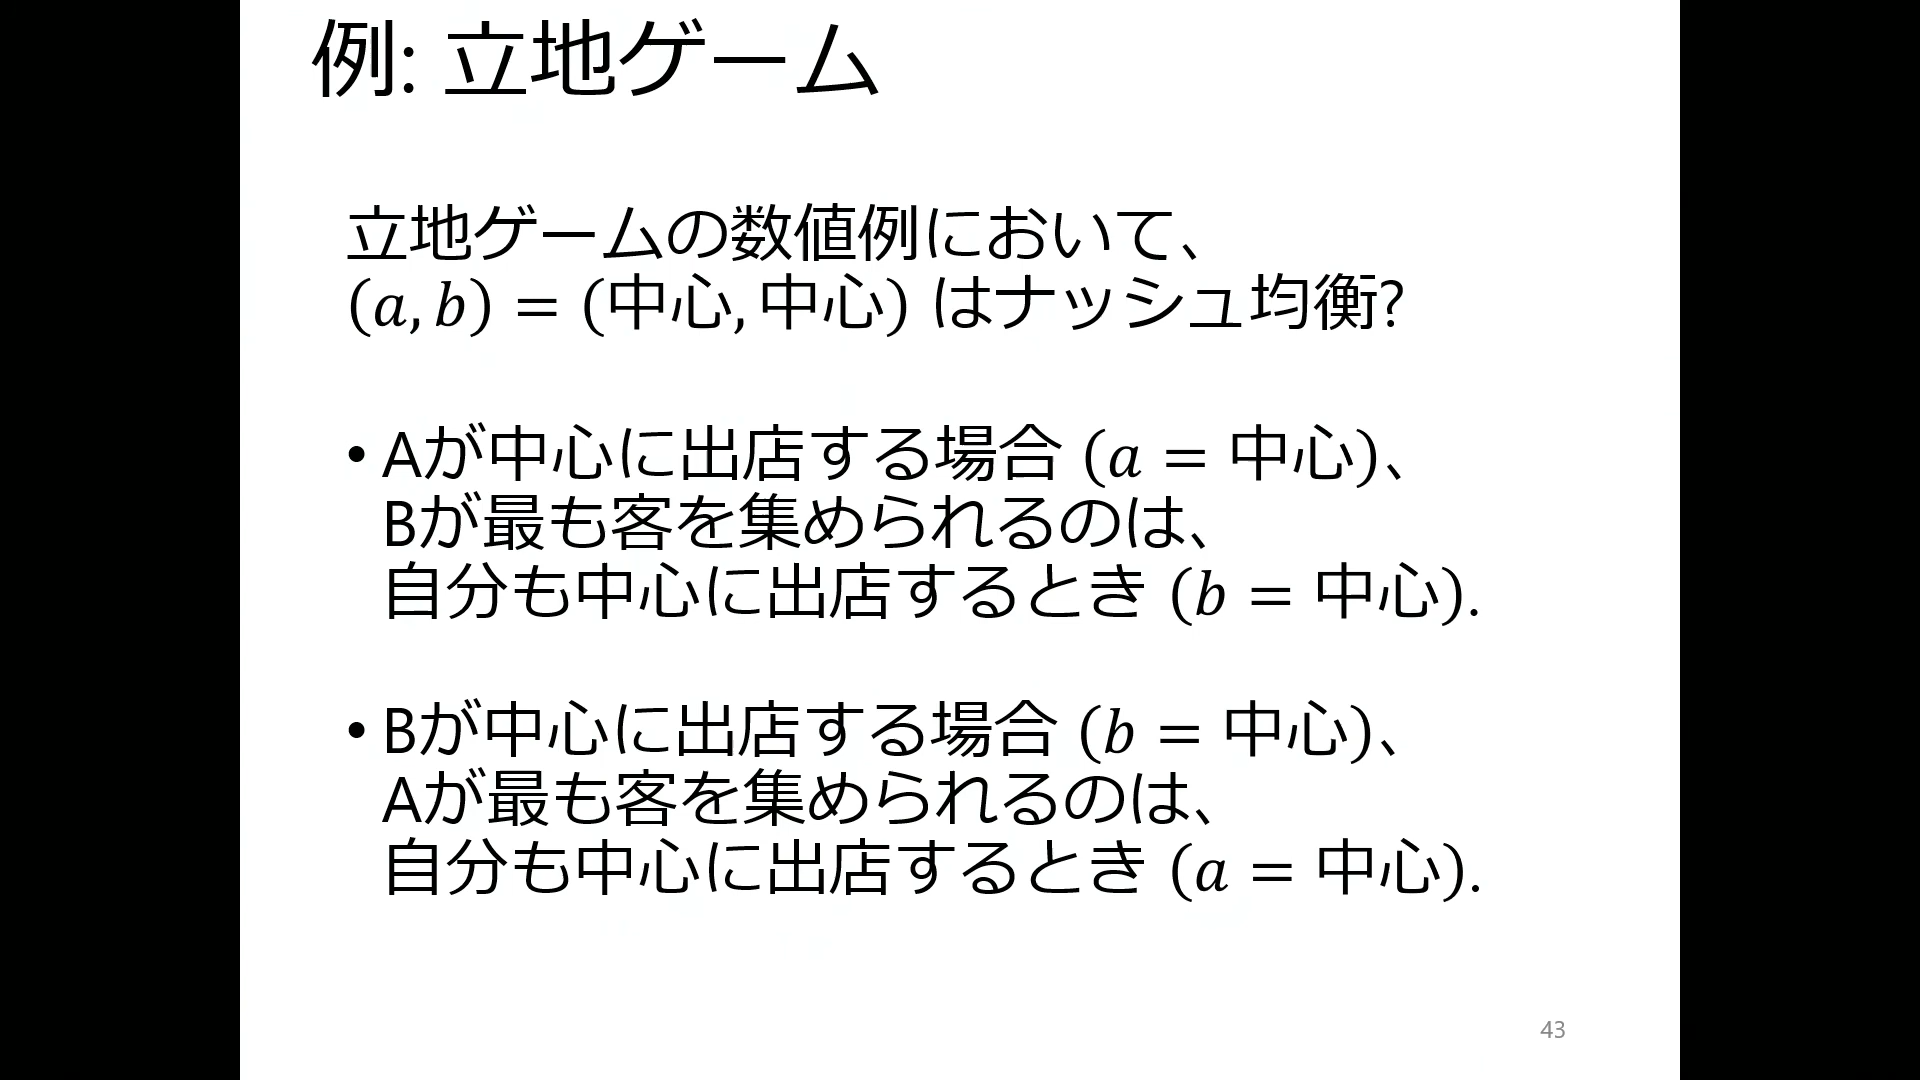 例: 立地ゲーム
立地ゲームの数値例において、
(a, b) = (中心, 中心) はナッシュ均衡?
• Aが中心に出店する場合 (a = 中心)、
Bが最も客を集められるのは、
自分も中心に出店するとき (b = 中心).
• Bが中心に出店する場合 (b = 中心)、
Aが最も客を集められるのは、
自分も中心に出店するとき (a = 中心).
43